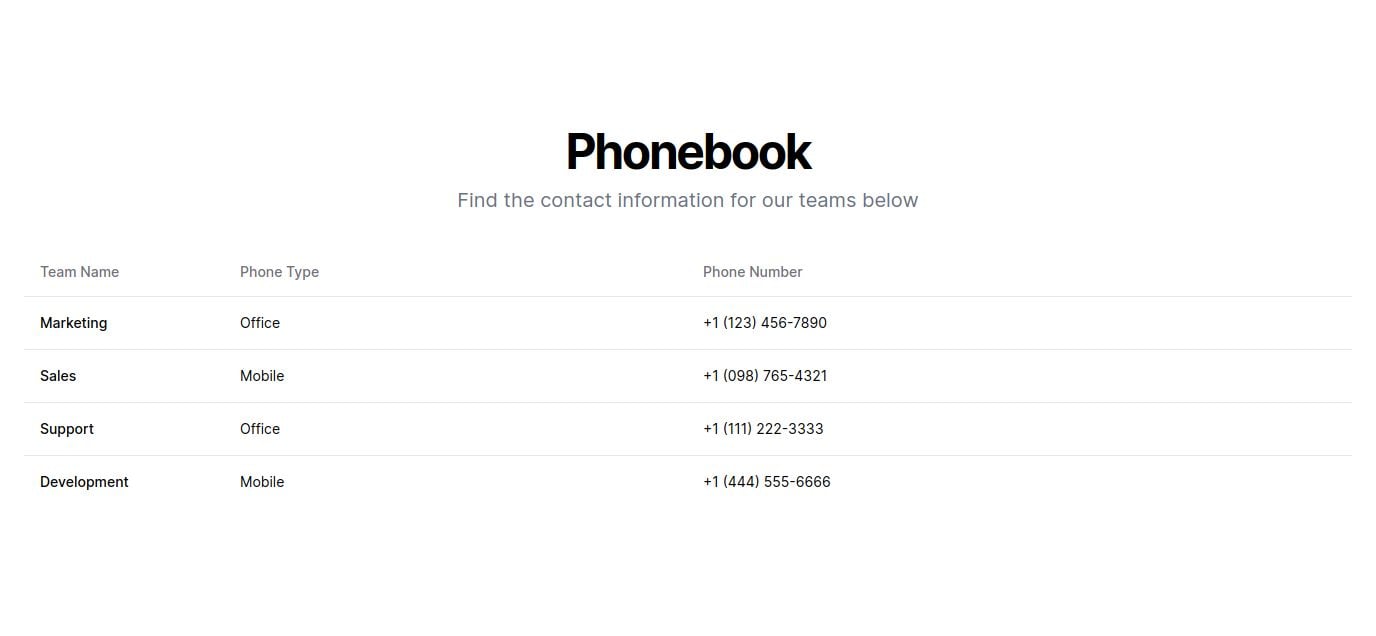 Phonebook
Find the contact information for our teams below
Team Name Phone Type Phone Number
Marketing Office +1 (123) 456-7890
Sales Mobile +1 (098) 765-4321
Support Office +1 (111) 222-3333
Development Mobile +1 (444) 555-6666